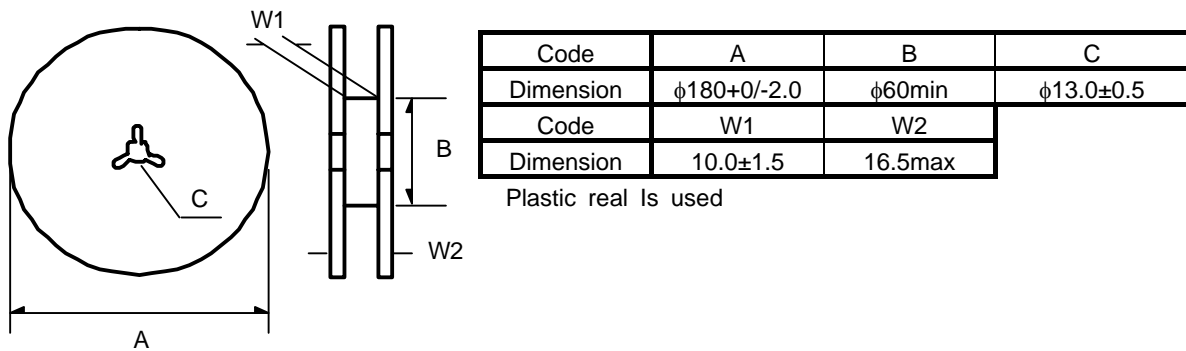 W1
B
C
W2
A
Code A B C
Dimension ϕ180+0/-2.0 ϕ60min ϕ13.0±0.5
Code W1 W2
Dimension 10.0±1.5 16.5max
Plastic real Is used